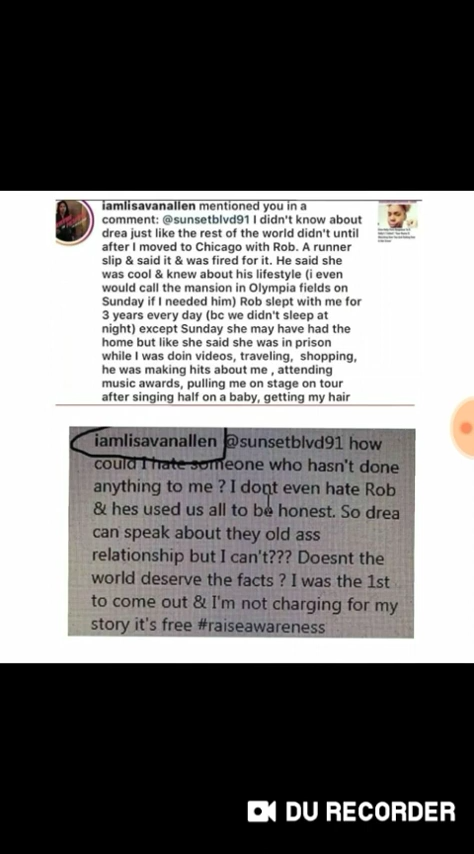 iamlisavanallen mentioned you in a
comment: @sunsetblvd91 I didn't know about
drea just like the rest of the world didn't until
after I moved to Chicago with Rob. A runner
slip & said it & was fired for it. He said she
was cool & knew about his lifestyle (i even
would call the mansion in Olympia fields on
Sunday if I needed him) Rob slept with me for
3 years every day (bc we didn't sleep at
night) except Sunday she may have had the
home but like she said she was in prison
while I was doin videos, traveling, shopping,
he was making hits about me , attending
music awards, pulling me on stage on tour
after singing half on a baby, getting my hair
iamlisavanallen @sunsetblvd91 how
could I hate someone who hasn't done
anything to me ? I dont even hate Rob
& hes used us all to be honest. So drea
can speak about they old ass
relationship but I can't??? Doesnt the
world deserve the facts ? I was the 1st
to come out & I'm not charging for my
story it's free #raiseawareness
DU RECORDER